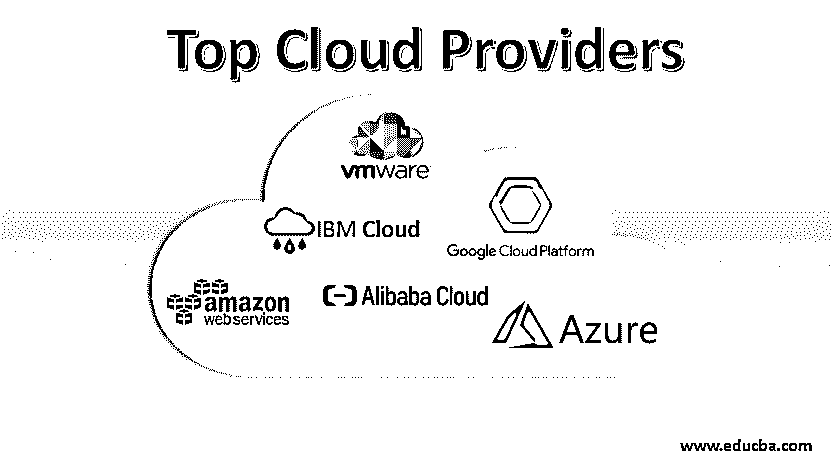 Top Cloud Providers
vmware
IBM Cloud
Google Cloud Platform
amazon
webservices
Alibaba Cloud
Azure
www.educba.com